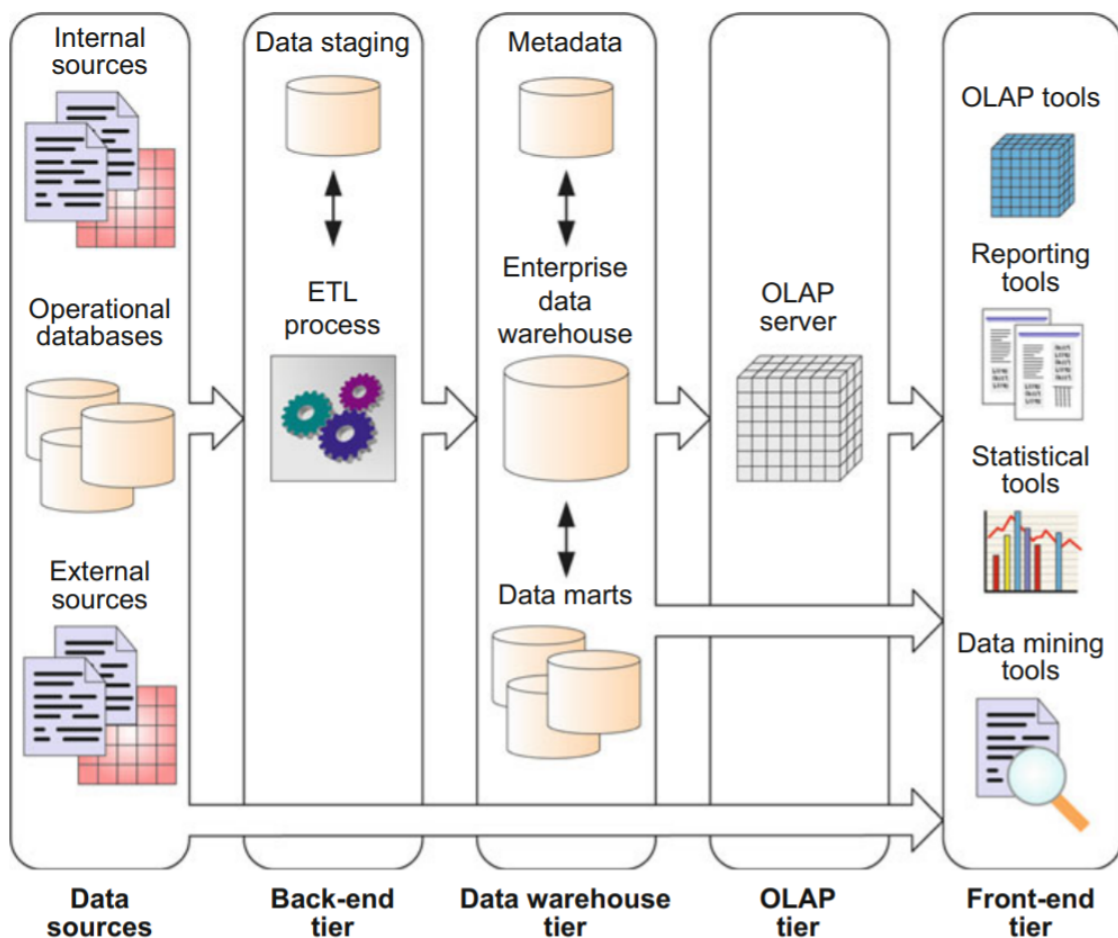 Internal
sources
Operational
databases
External
sources
Data
sources
Data staging
ETL
process
Back-end
tier
Metadata
Enterprise
data
warehouse
Data marts
Data warehouse
tier
OLAP
server
OLAP
tier
OLAP tools
Reporting
tools
Statistical
tools
Data mining
tools
Front-end
tier